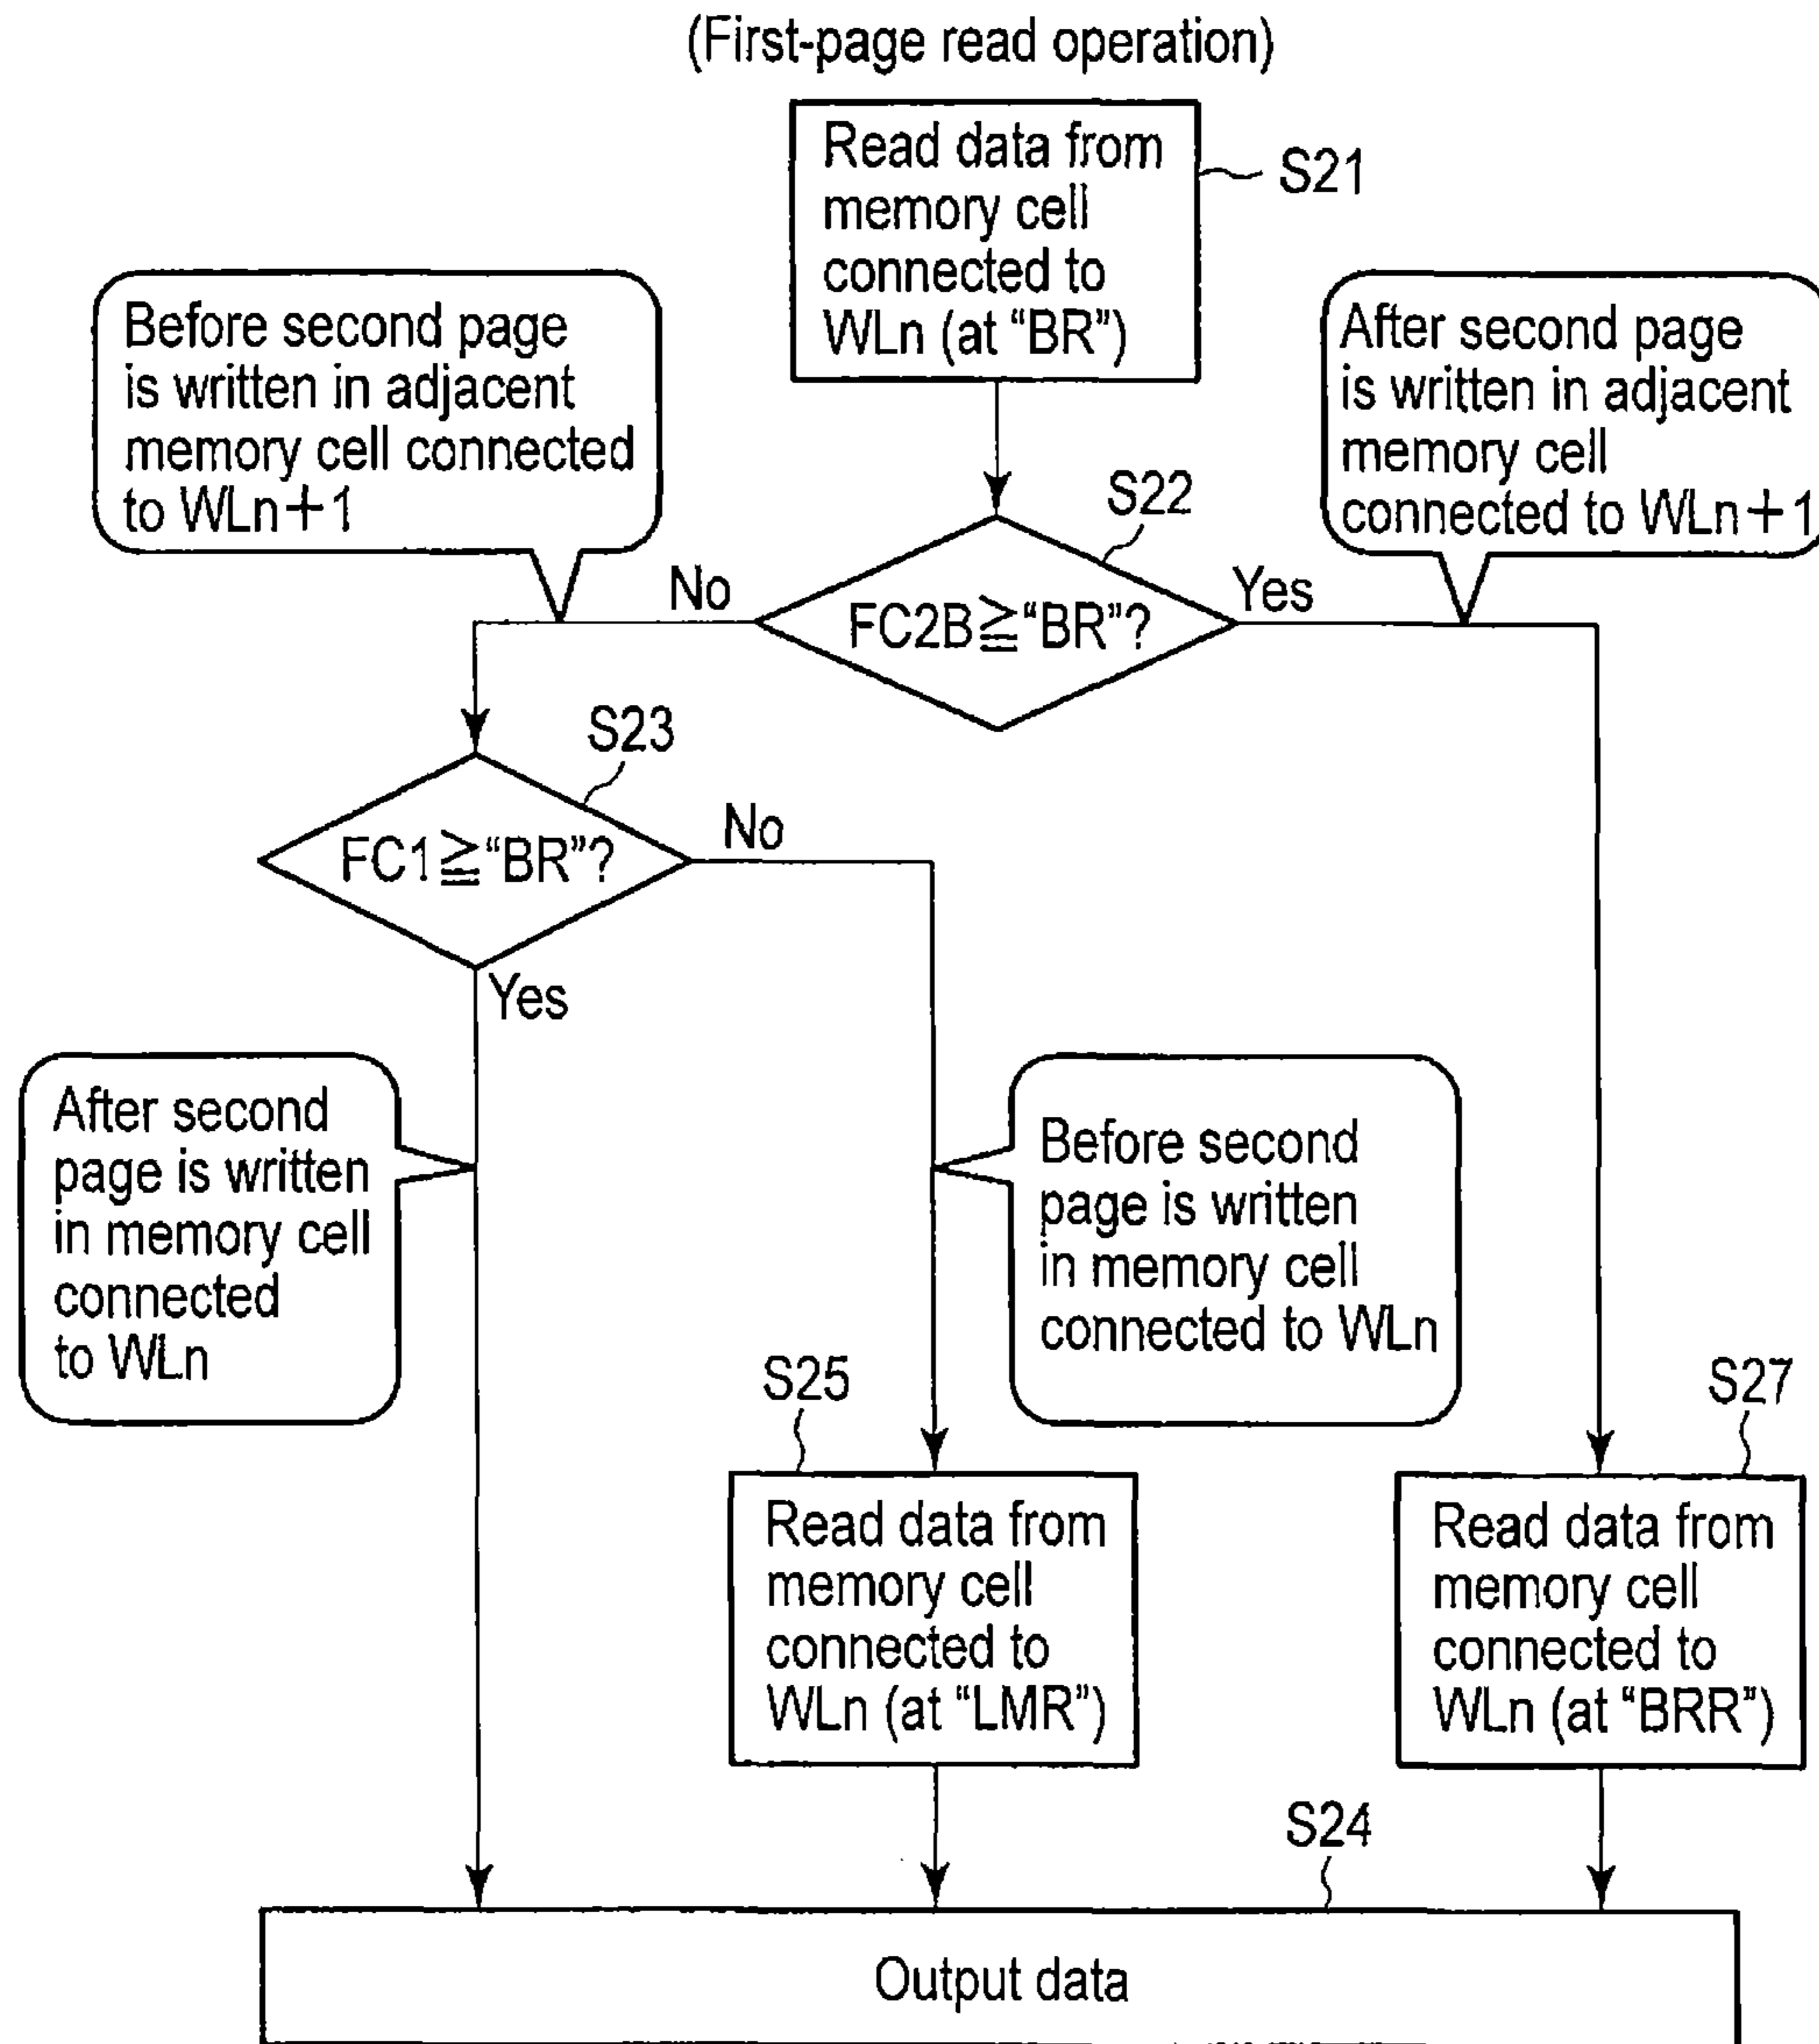 (First-page read operation)
Read data from
memory cell
connected to
WLn (at “BR”)
S21
Before second page
is written in adjacent
memory cell connected
to WLn+1
After second page
is written in adjacent
memory cell
connected to WLn+1
S22
No
FC2B≧“BR”?
Yes
S23
FC1≧“BR”?
No
Yes
After second
page is written
in memory cell
connected
to WLn
Before second
page is written
in memory cell
connected to WLn
S25
Read data from
memory cell
connected to
WLn (at “LMR”)
S27
Read data from
memory cell
connected to
WLn (at “BRR”)
S24
Output data